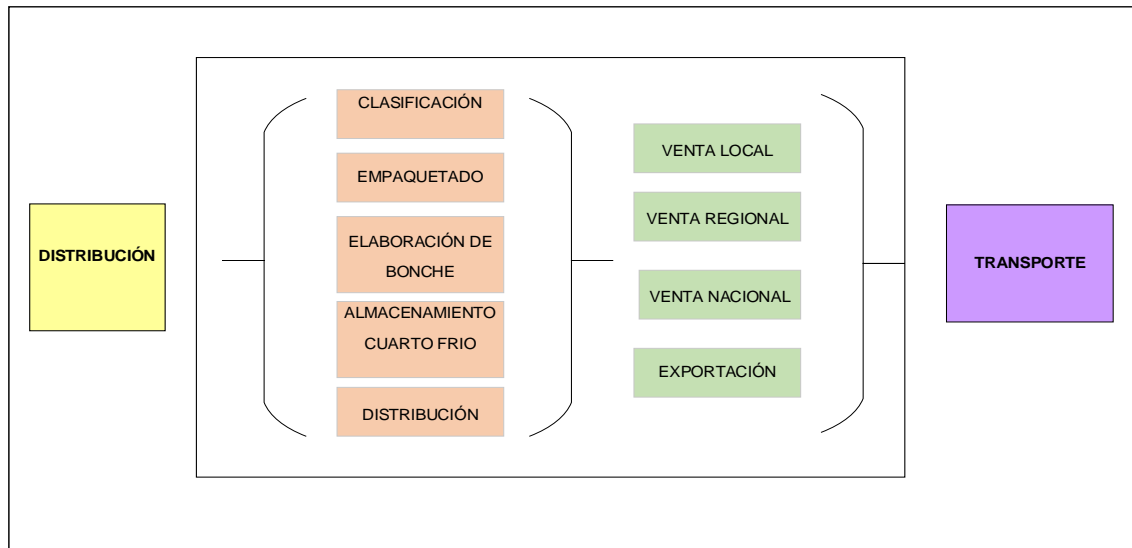 DISTRIBUCIÓN
CLASIFICACIÓN
EMPAQUETADO
ELABORACIÓN DE
BONCHE
ALMACENAMIENTO
CUARTO FRIO
DISTRIBUCIÓN
VENTA LOCAL
VENTA REGIONAL
VENTA NACIONAL
EXPORTACIÓN
TRANSPORTE